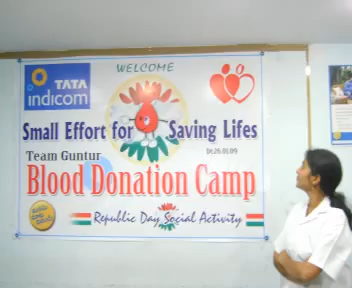 WELCOME
TATA
indicom
Small Effort for Saving Lifes
Dt.26.01.09
Team Guntur
Blood Donation Camp
Republic Day Social Activity